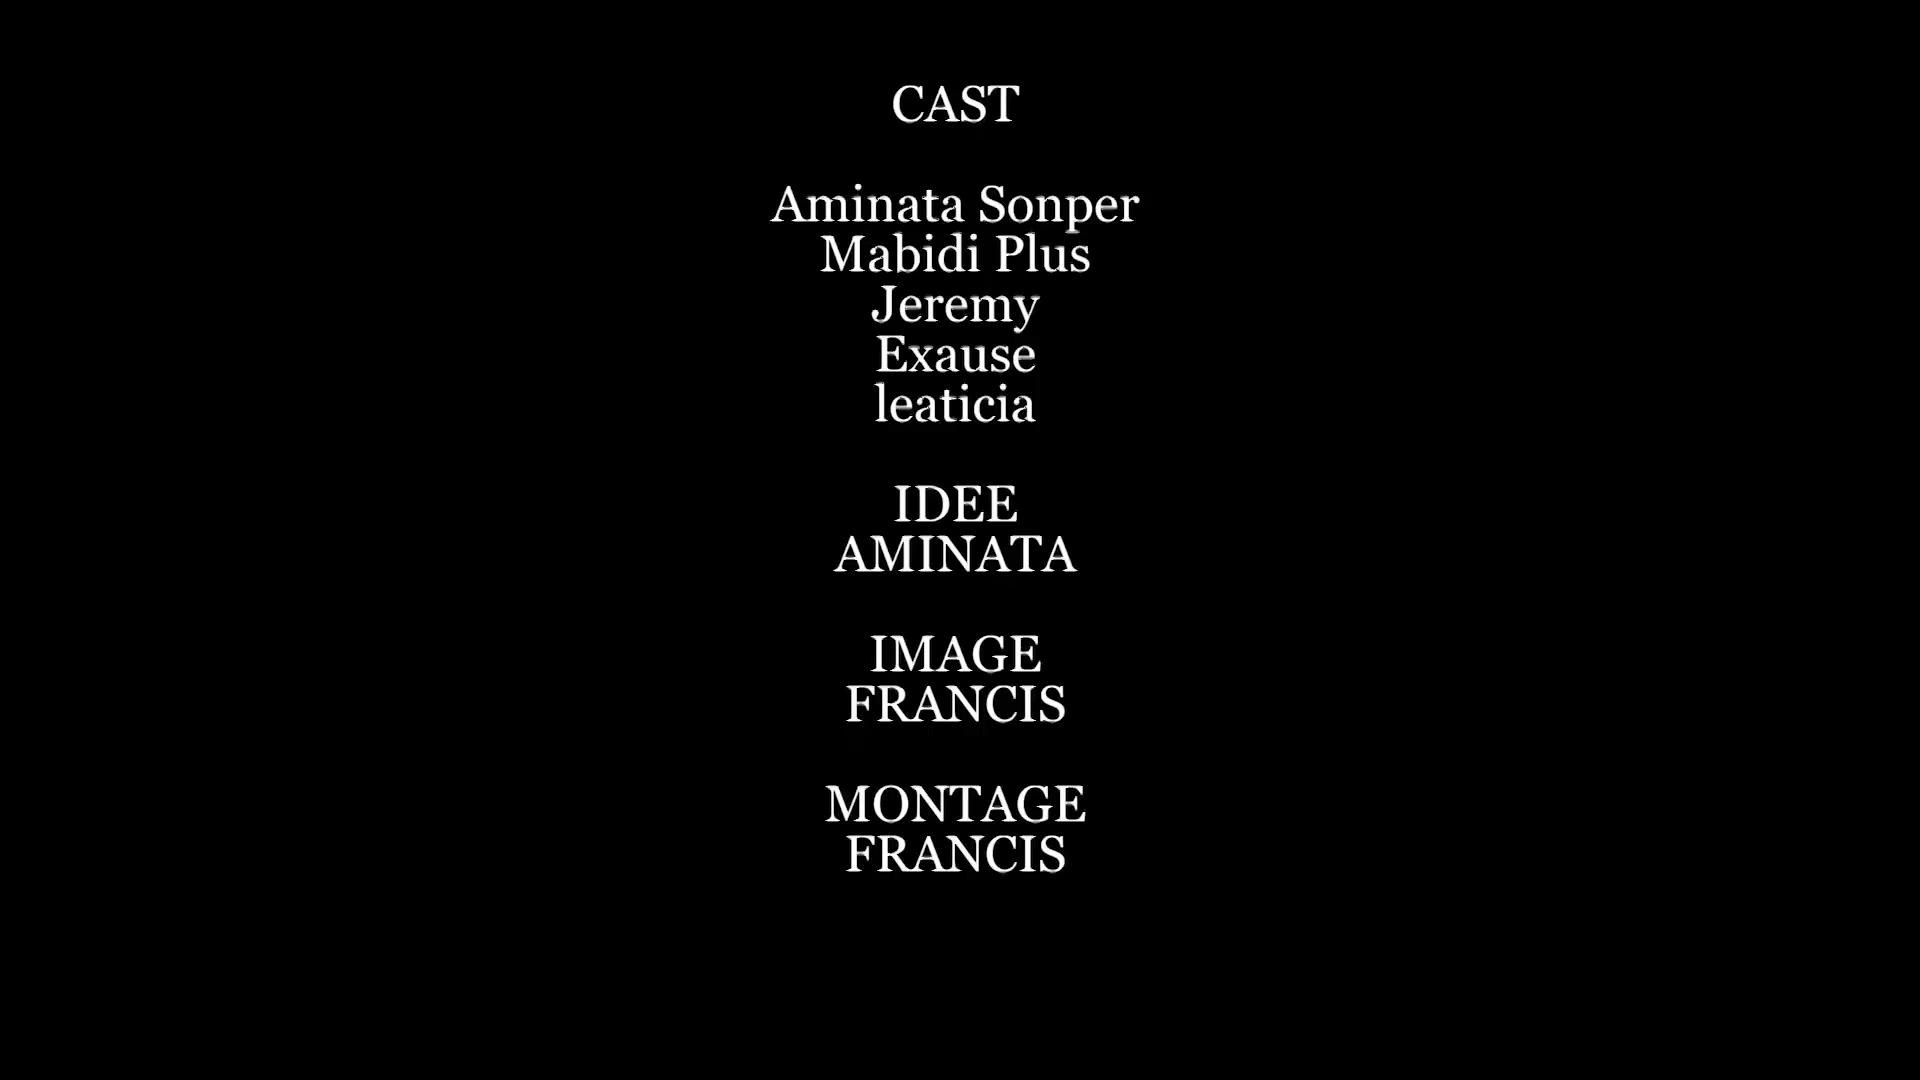 CAST
Aminata Sonper
Mabidi Plus
Jeremy
Exause
leaticia
IDEE
AMINATA
IMAGE
FRANCIS
MONTAGE
FRANCIS